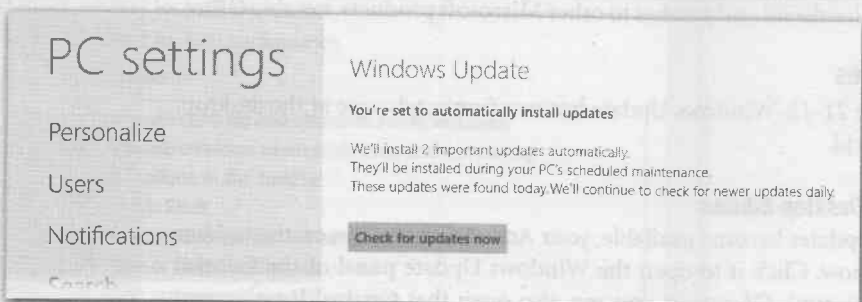 PC settings
Personalize
Users
Notifications
Search
Windows Update
You're set to automatically install updates
We'll install 2 important updates automatically.
They'll be installed during your PC's scheduled maintenance.
These updates were found today. We'll continue to check for newer updates daily.
Check for updates now